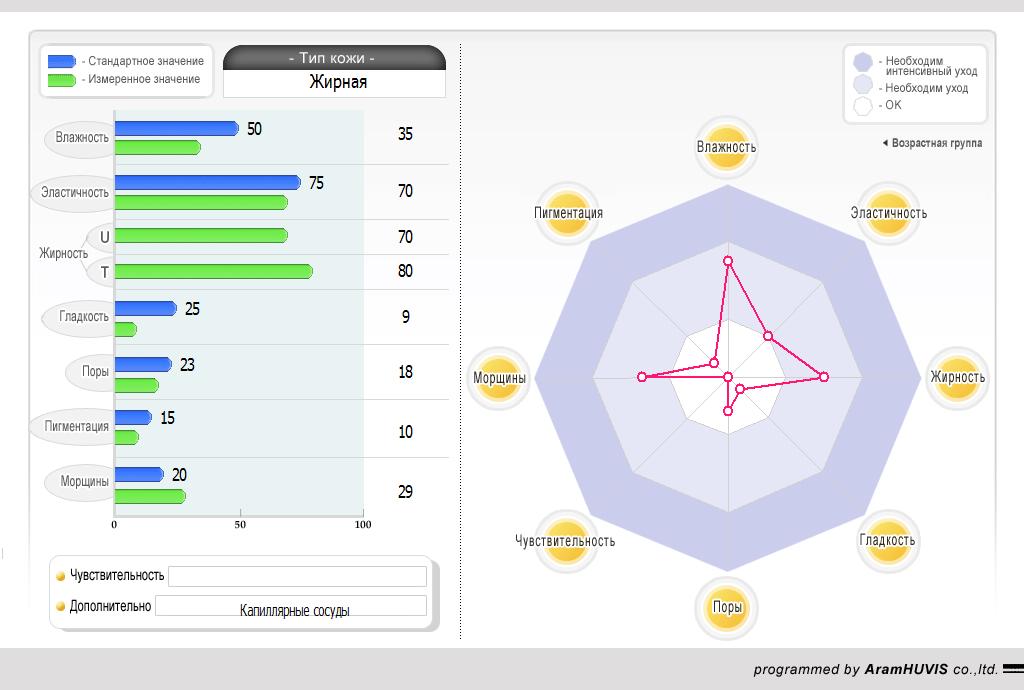 - Стандартное значение
- Измеренное значение
- Тип кожи -
Жирная
Влажность
50
35
Эластичность
75
70
Жирность
U
70
T
80
Гладкость
25
9
Поры
23
18
Пигментация
15
10
Морщины
20
29
0
50
100
Чувствительность
Дополнительно
Капиллярные сосуды
- Необходим
интенсивный уход
- Необходим уход
- OK
Возрастная группа
Влажность
Пигментация
Эластичность
Морщины
Жирность
Чувствительность
Гладкость
Поры
programmed by AramHUVIS co.,ltd.